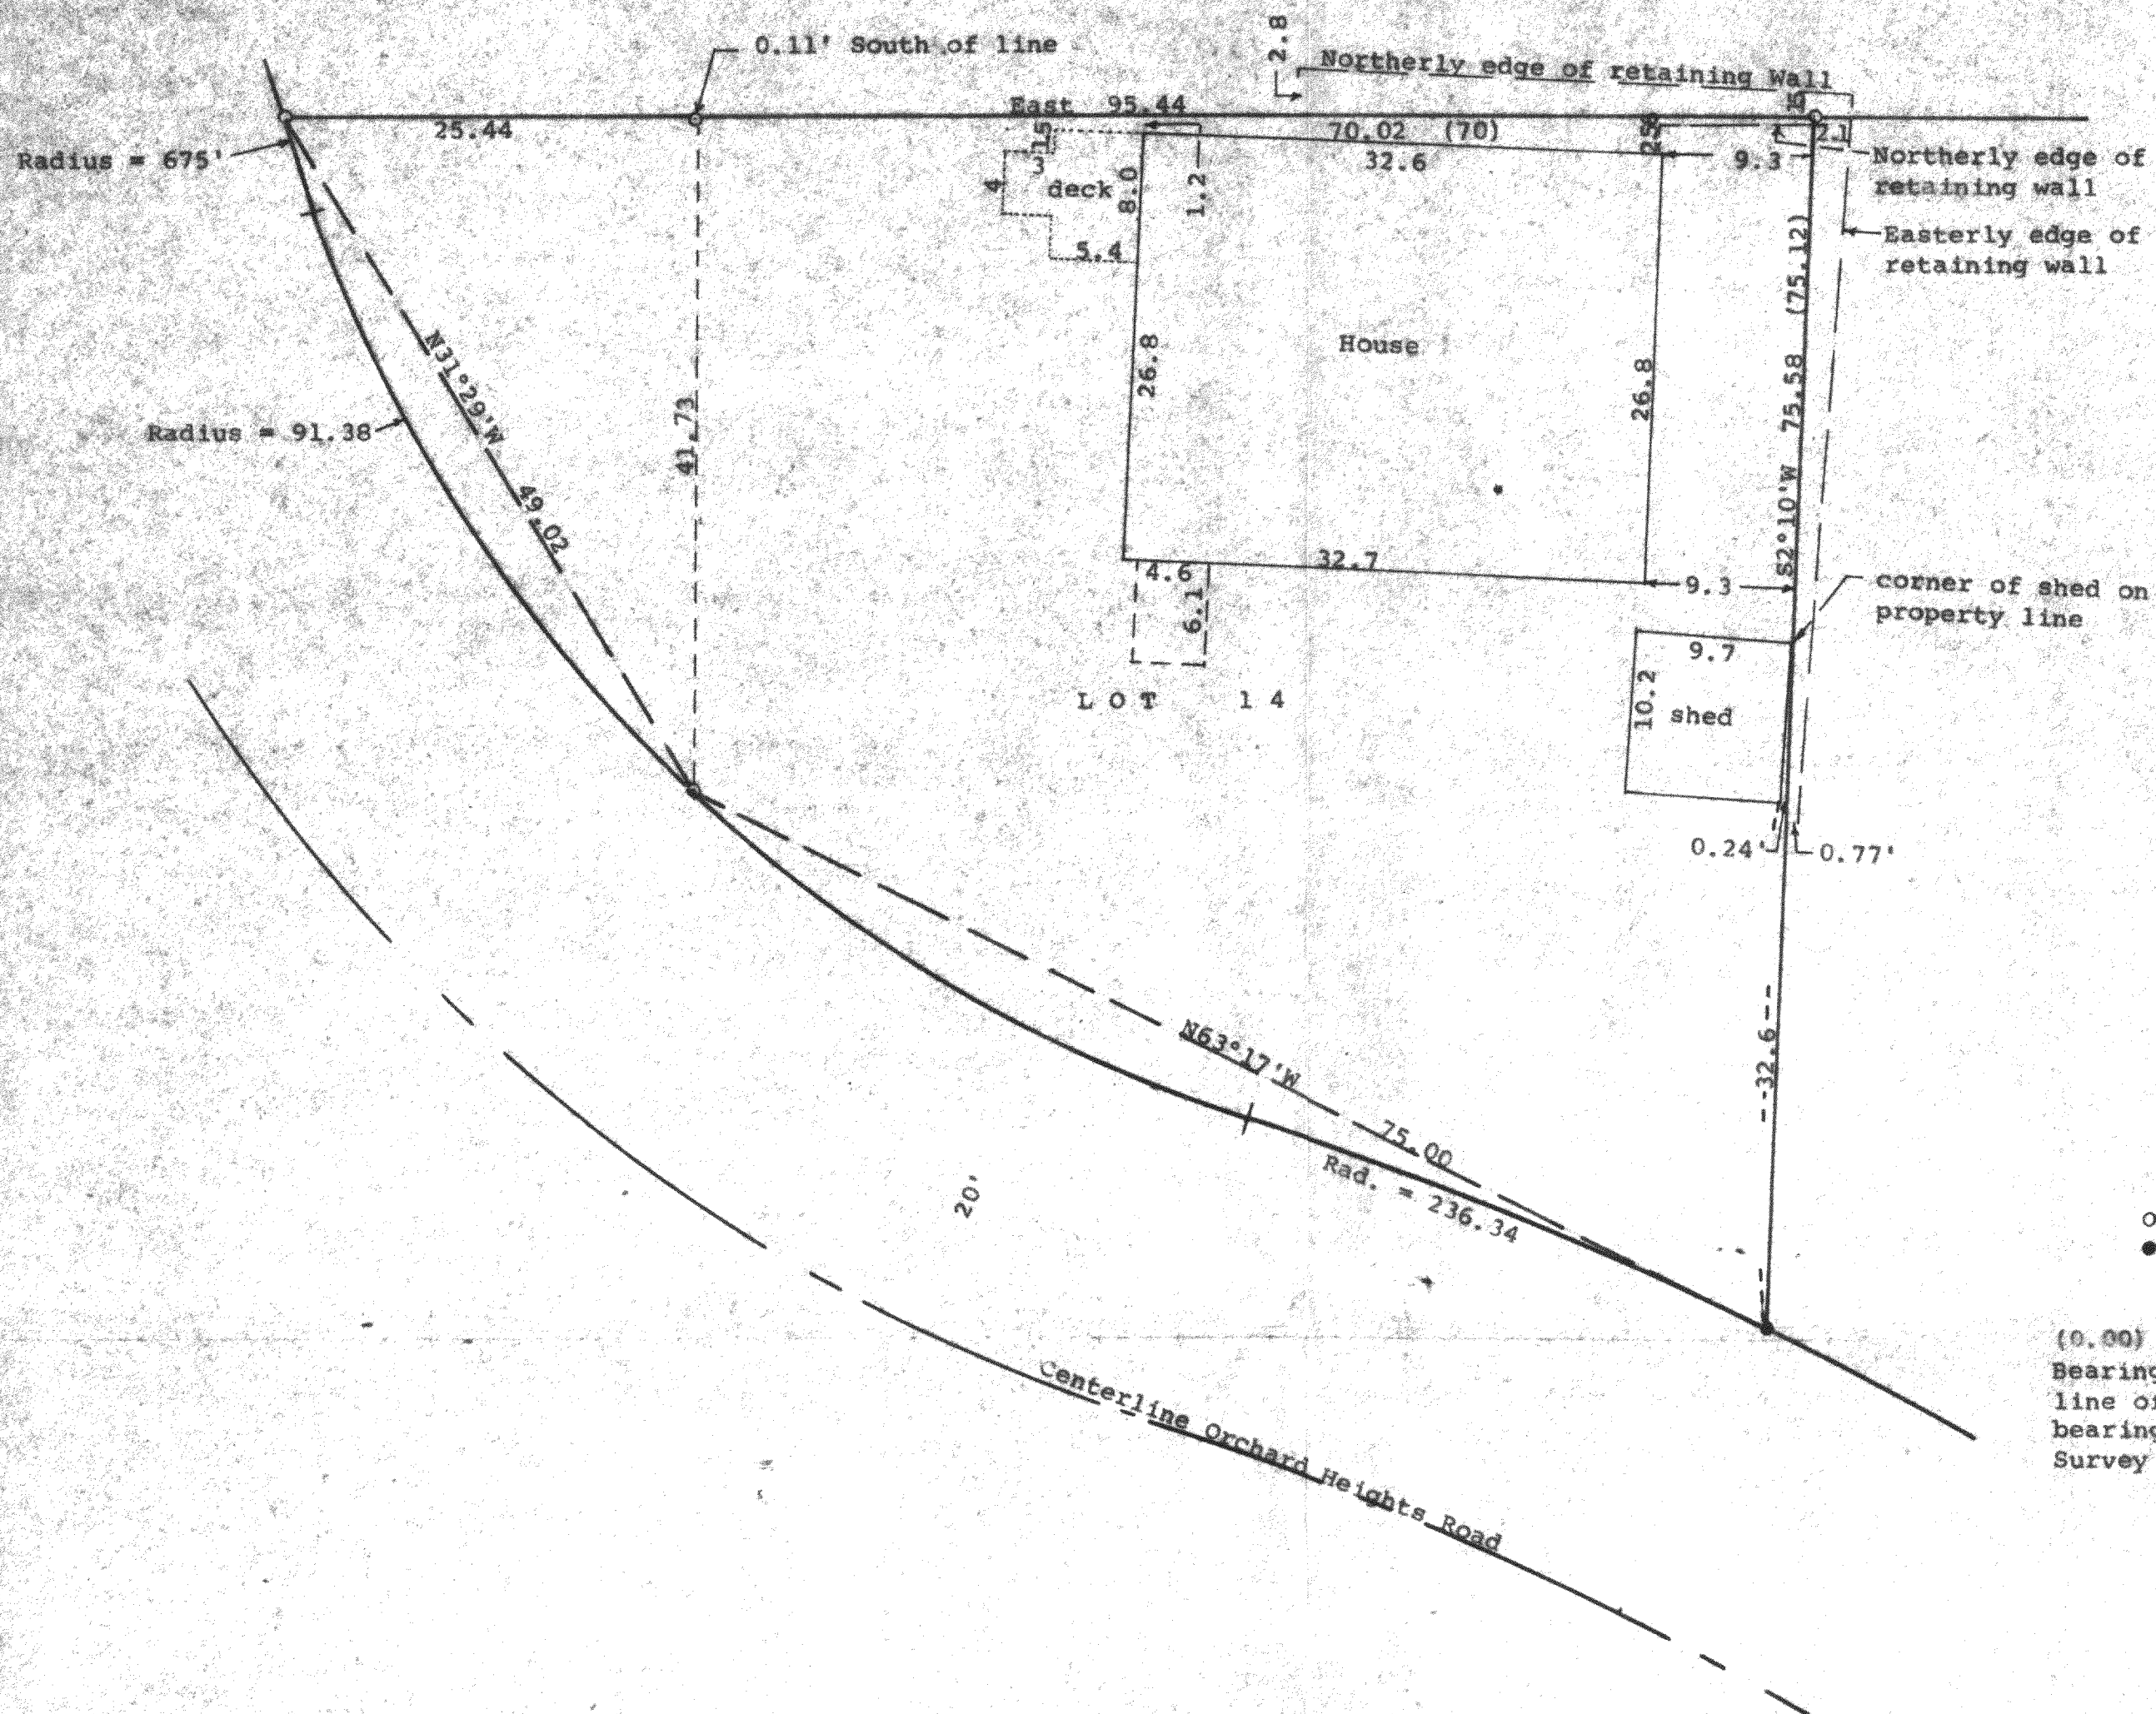 2.8
0.11' South of line
Northerly edge of retaining Wall
East 95.44
25.44
70.02 (70)
15
Radius = 675'
3
32.6
9.3
21
Northerly edge of
retaining wall
4
deck
8.0
1.2
5.4
Easterly edge of
retaining wall
S2°10'W 75.58 (75.12)
N31°29'W
49.02
House
26.8
26.8
Radius = 91.38
41.73
32.7
4.6
6.1
9.3
corner of shed on
property line
9.7
10.2
shed
LOT 14
0.24'
0.77'
32.6
N63°17'W
75.00
Rad. = 236.34
20'
Centerline Orchard Heights Road
(0.00)
Bearing
line of
bearing
Survey